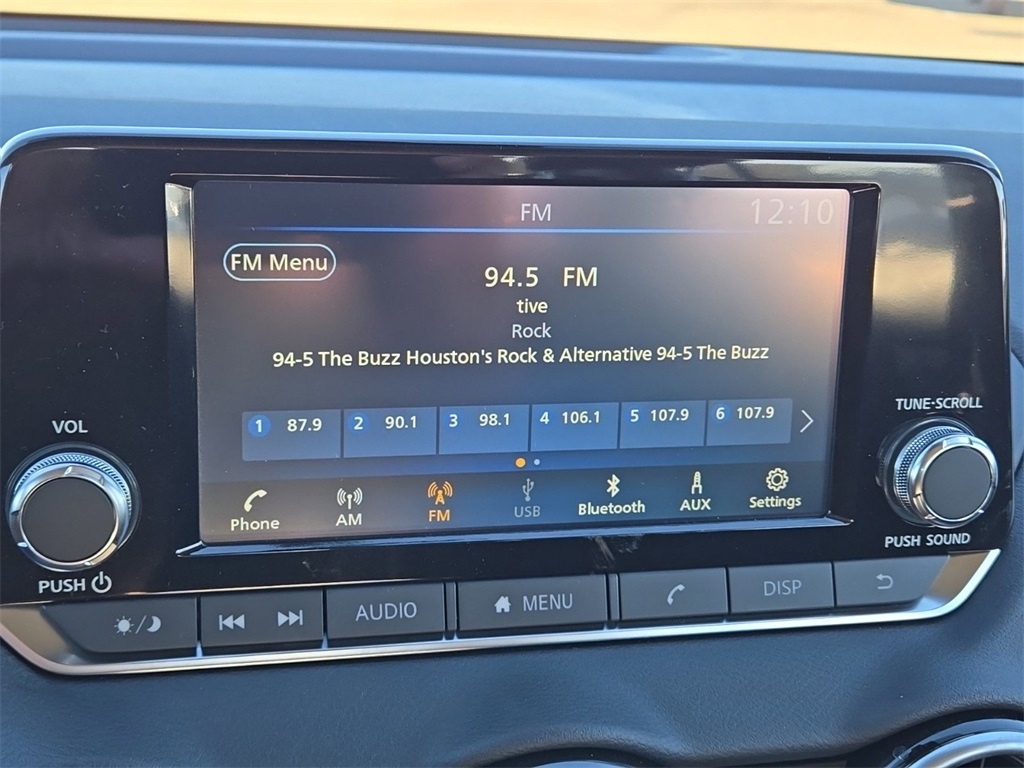 FM 12:10
FM Menu
94.5 FM
tive
Rock
94-5 The Buzz Houston's Rock & Alternative 94-5 The Buzz
1 87.9 2 90.1 3 98.1 4 106.1 5 107.9 6 107.9
Phone AM FM USB Bluetooth AUX Settings
VOL
PUSH
TUNE·SCROLL
PUSH SOUND
AUDIO MENU DISP